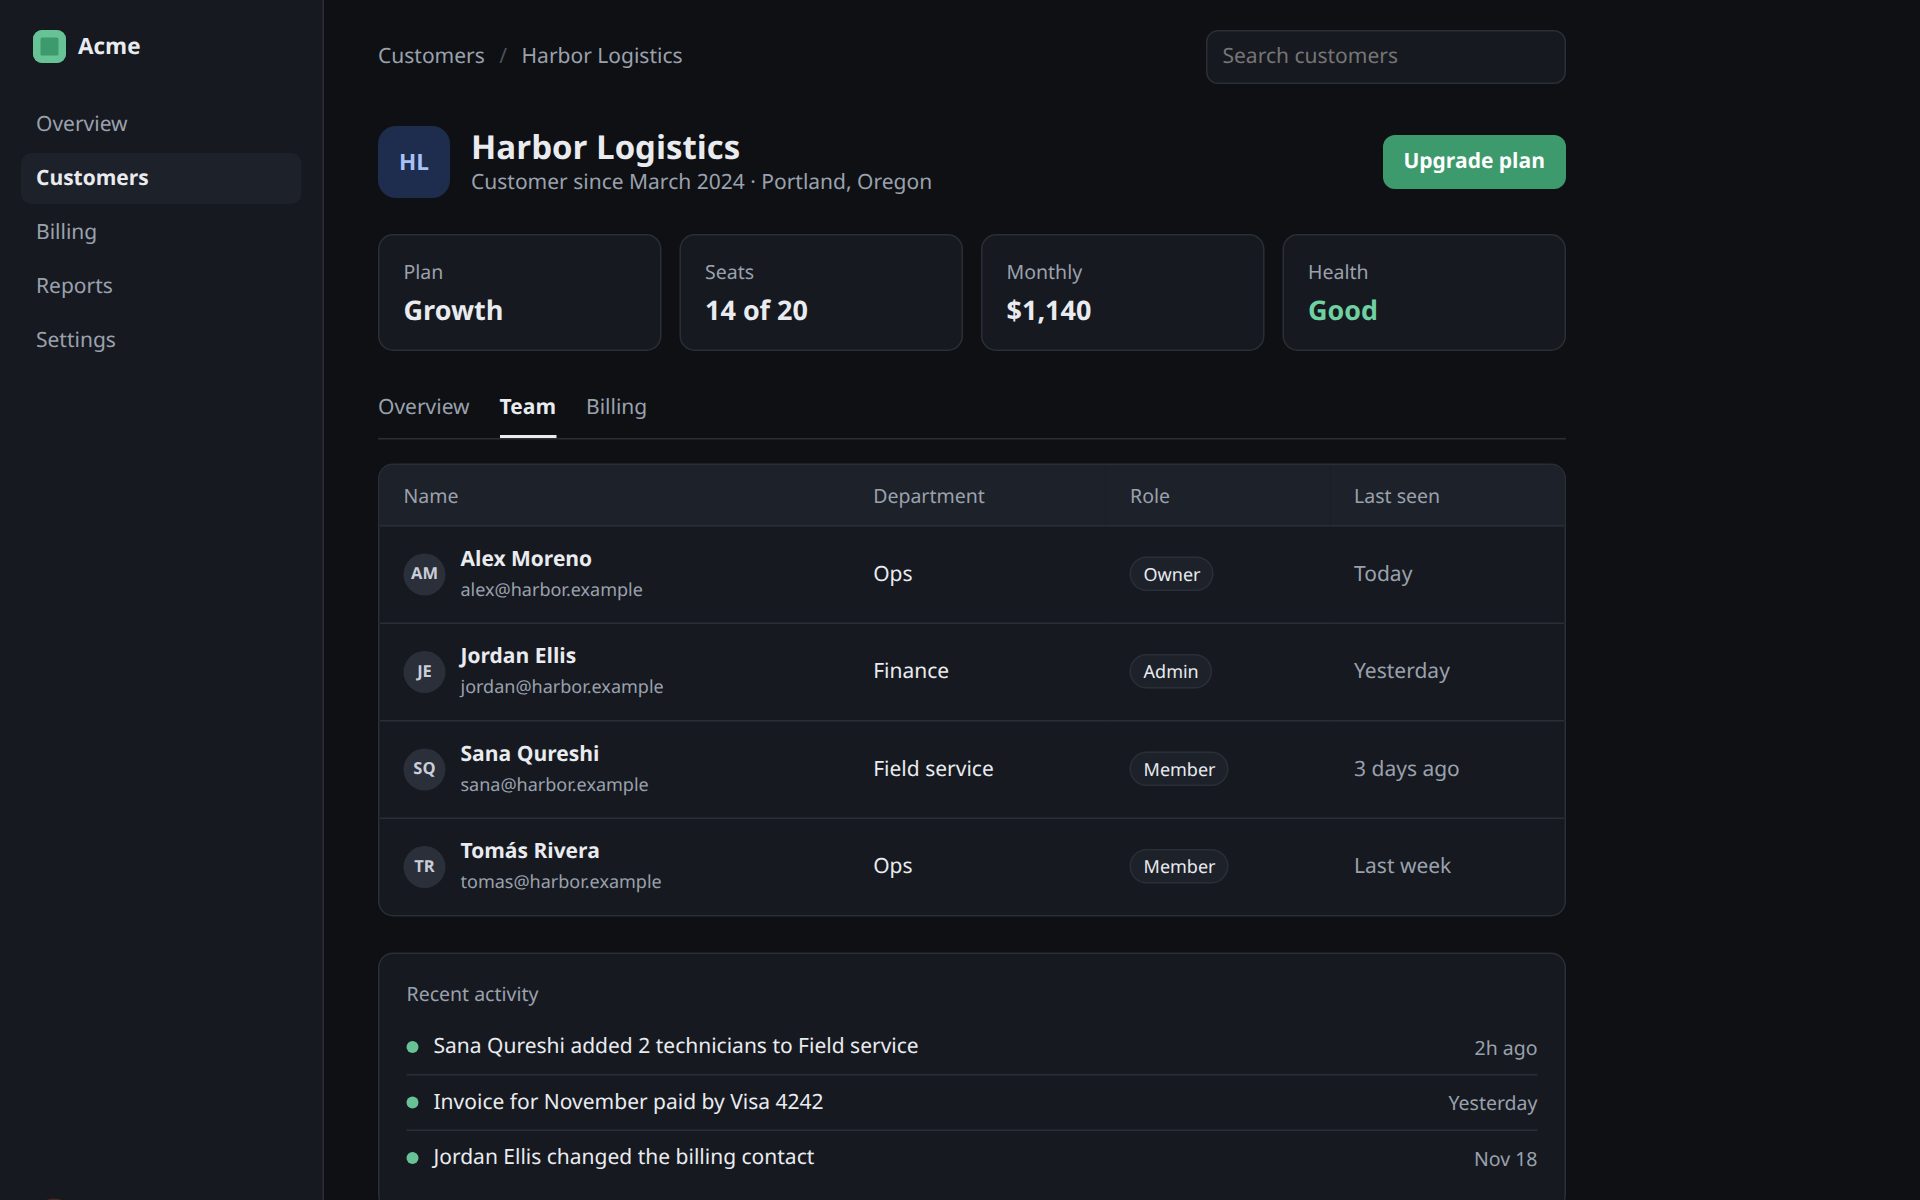 Acme
Overview
Customers
Billing
Reports
Settings
Customers / Harbor Logistics
Search customers
HL
Harbor Logistics
Customer since March 2024 · Portland, Oregon
Upgrade plan
Plan
Growth
Seats
14 of 20
Monthly
$1,140
Health
Good
Overview Team Billing
Name Department Role Last seen
AM
Alex Moreno
alex@harbor.example
Ops Owner Today
JE
Jordan Ellis
jordan@harbor.example
Finance Admin Yesterday
SQ
Sana Qureshi
sana@harbor.example
Field service Member 3 days ago
TR
Tomás Rivera
tomas@harbor.example
Ops Member Last week
Recent activity
Sana Qureshi added 2 technicians to Field service 2h ago
Invoice for November paid by Visa 4242 Yesterday
Jordan Ellis changed the billing contact Nov 18